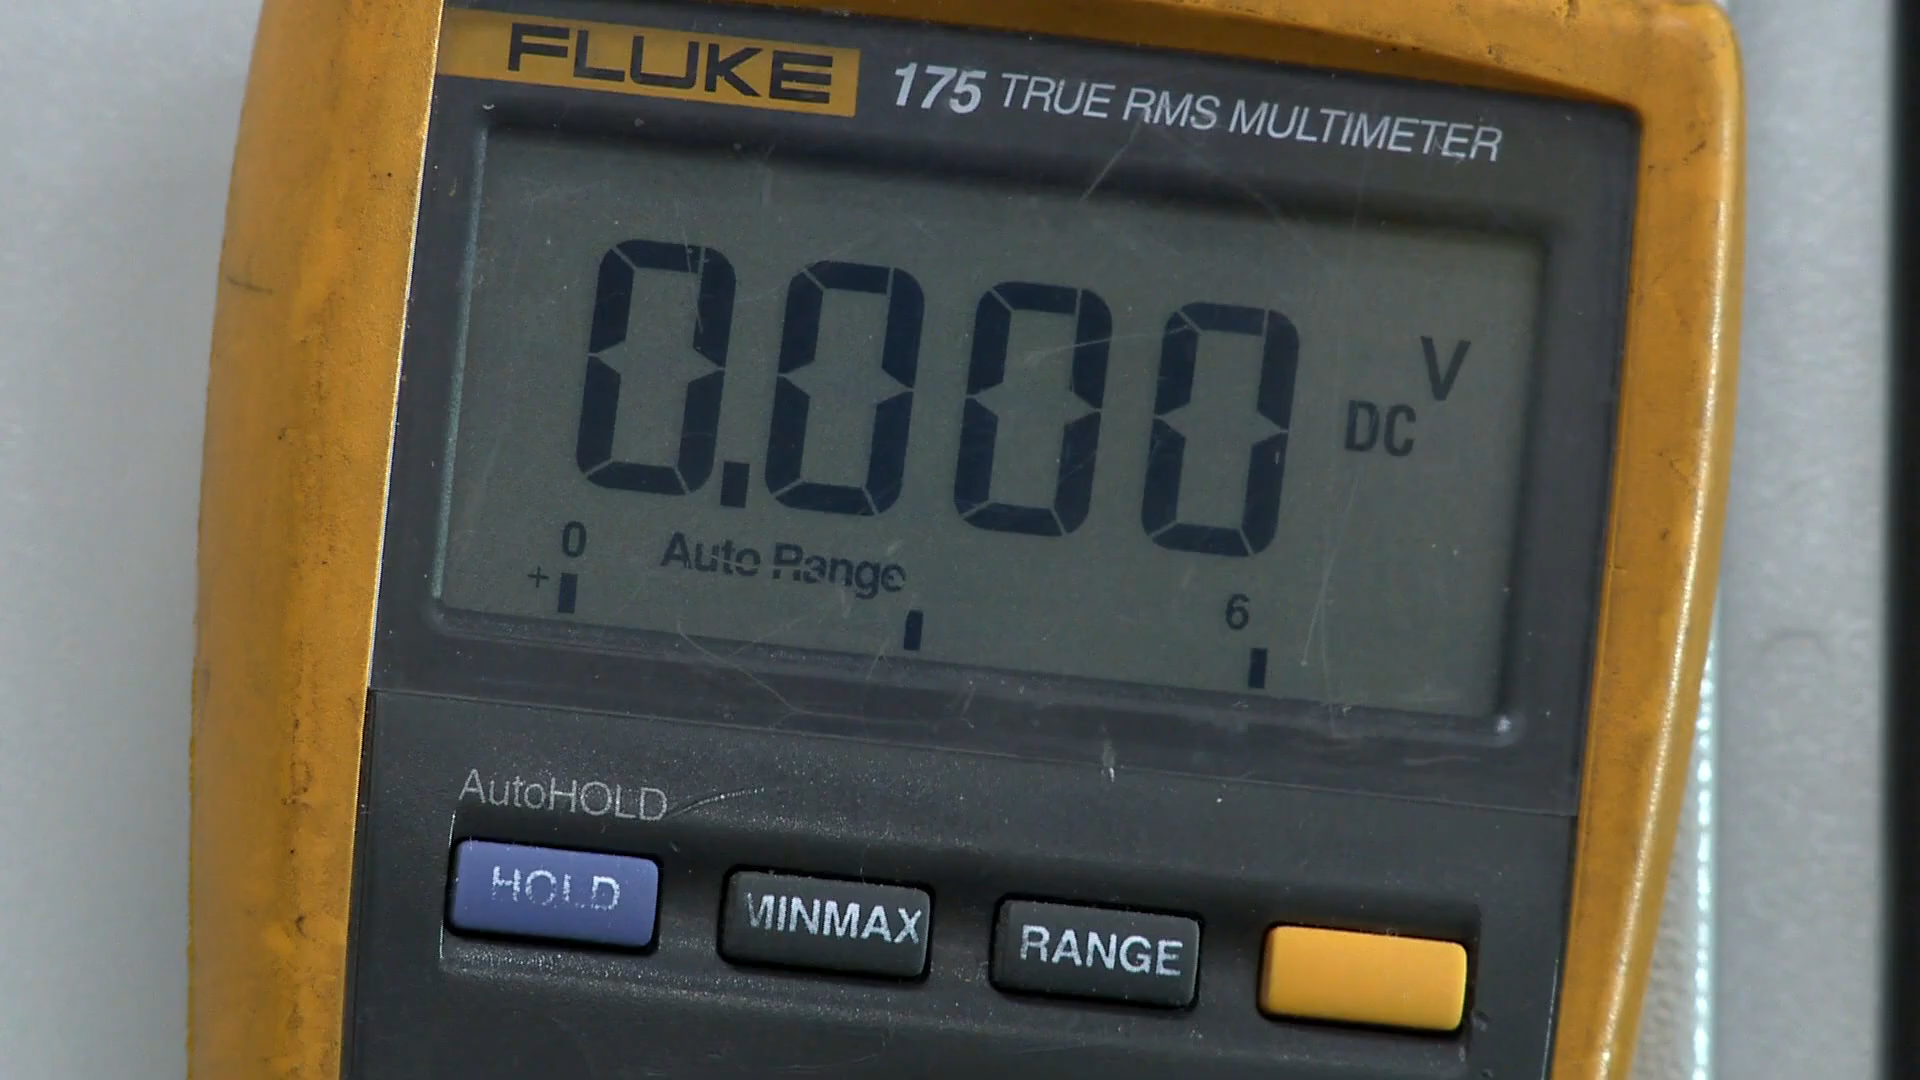 FLUKE 175 TRUE RMS MULTIMETER
0.000 V DC
0 Auto Range 6
+
AutoHOLD
HOLD MINMAX RANGE